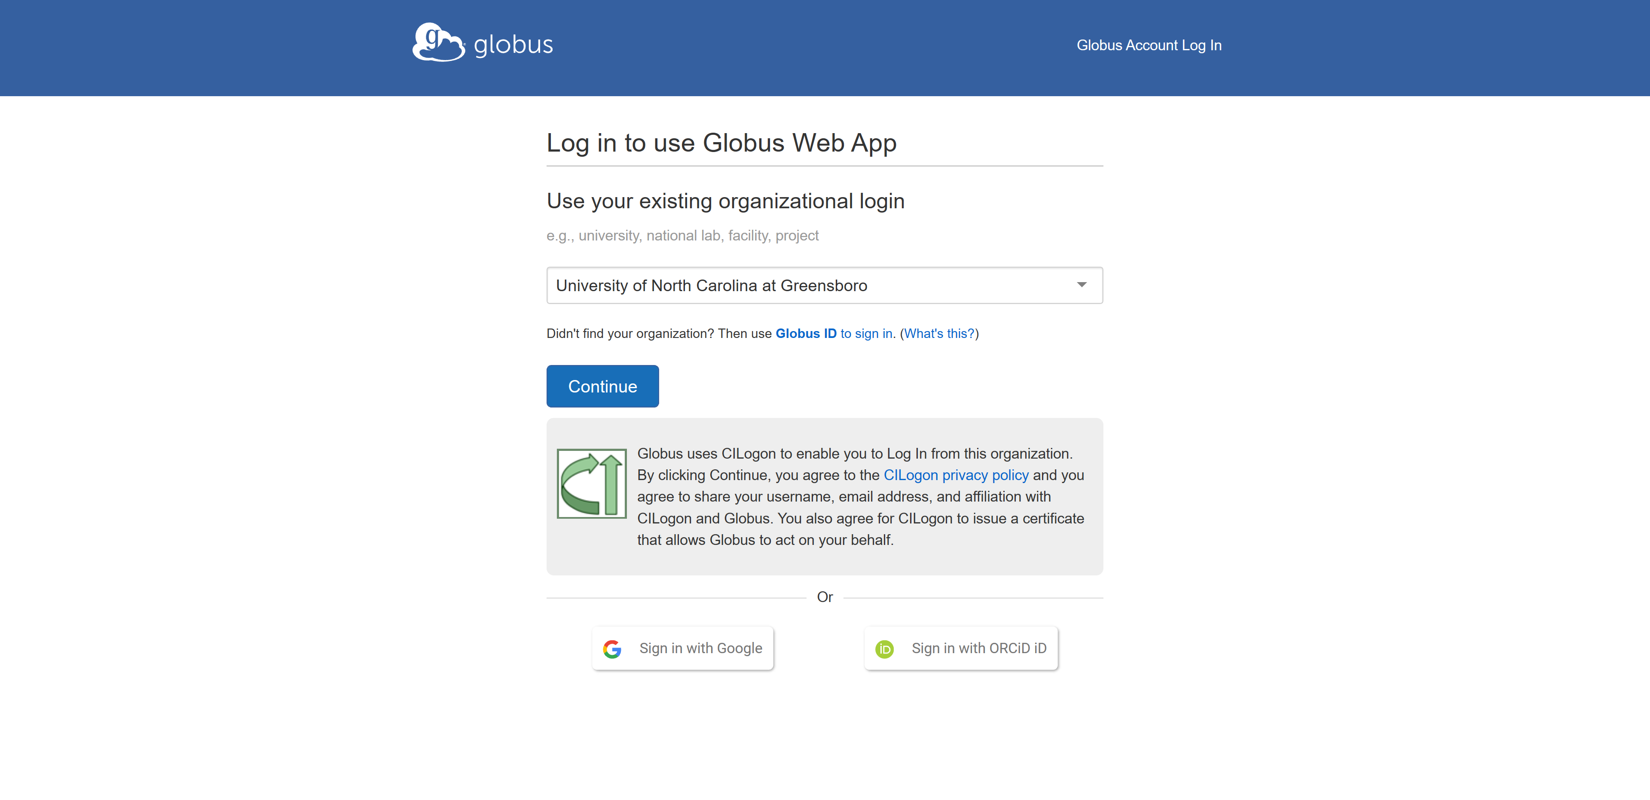 globus
Globus Account Log In
Log in to use Globus Web App
Use your existing organizational login
e.g., university, national lab, facility, project
University of North Carolina at Greensboro
Didn't find your organization? Then use Globus ID to sign in. (What's this?)
Continue
Globus uses CILogon to enable you to Log In from this organization.
By clicking Continue, you agree to the CILogon privacy policy and you
agree to share your username, email address, and affiliation with
CILogon and Globus. You also agree for CILogon to issue a certificate
that allows Globus to act on your behalf.
Or
Sign in with Google
Sign in with ORCiD iD